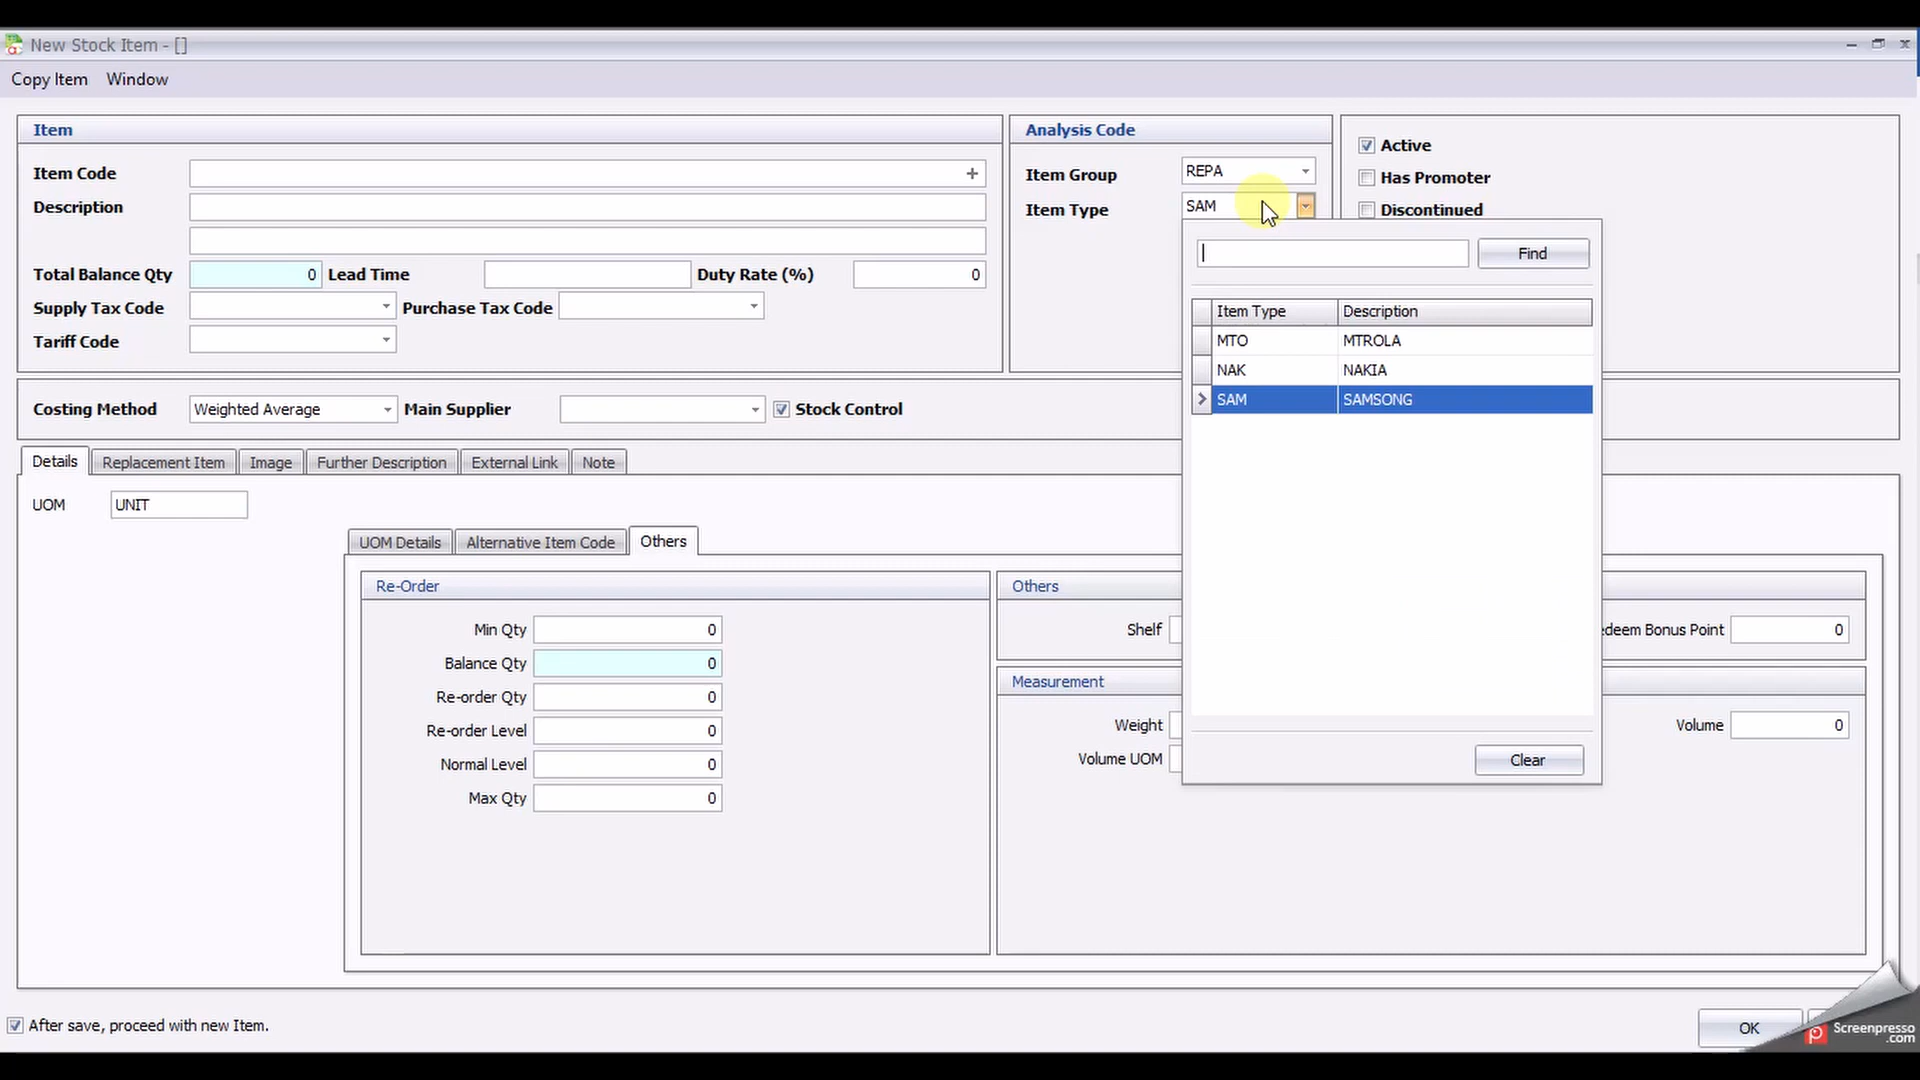 New Stock Item - []
Copy Item Window
Item
Item Code
Description
Total Balance Qty 0 Lead Time Duty Rate (%) 0
Supply Tax Code Purchase Tax Code
Tariff Code
Analysis Code
Item Group REPA
Item Type SAM
Active
Has Promoter
Discontinued
Find
Item Type Description
MTO MTROLA
NAK NAKIA
SAM SAMSONG
Clear
Costing Method Weighted Average Main Supplier Stock Control
Details Replacement Item Image Further Description External Link Note
UOM UNIT
UOM Details Alternative Item Code Others
Re-Order
Min Qty 0
Balance Qty 0
Re-order Qty 0
Re-order Level 0
Normal Level 0
Max Qty 0
Others
Shelf
edeem Bonus Point 0
Measurement
Weight
Volume 0
Volume UOM
After save, proceed with new Item.
OK
Screenpresso
.com